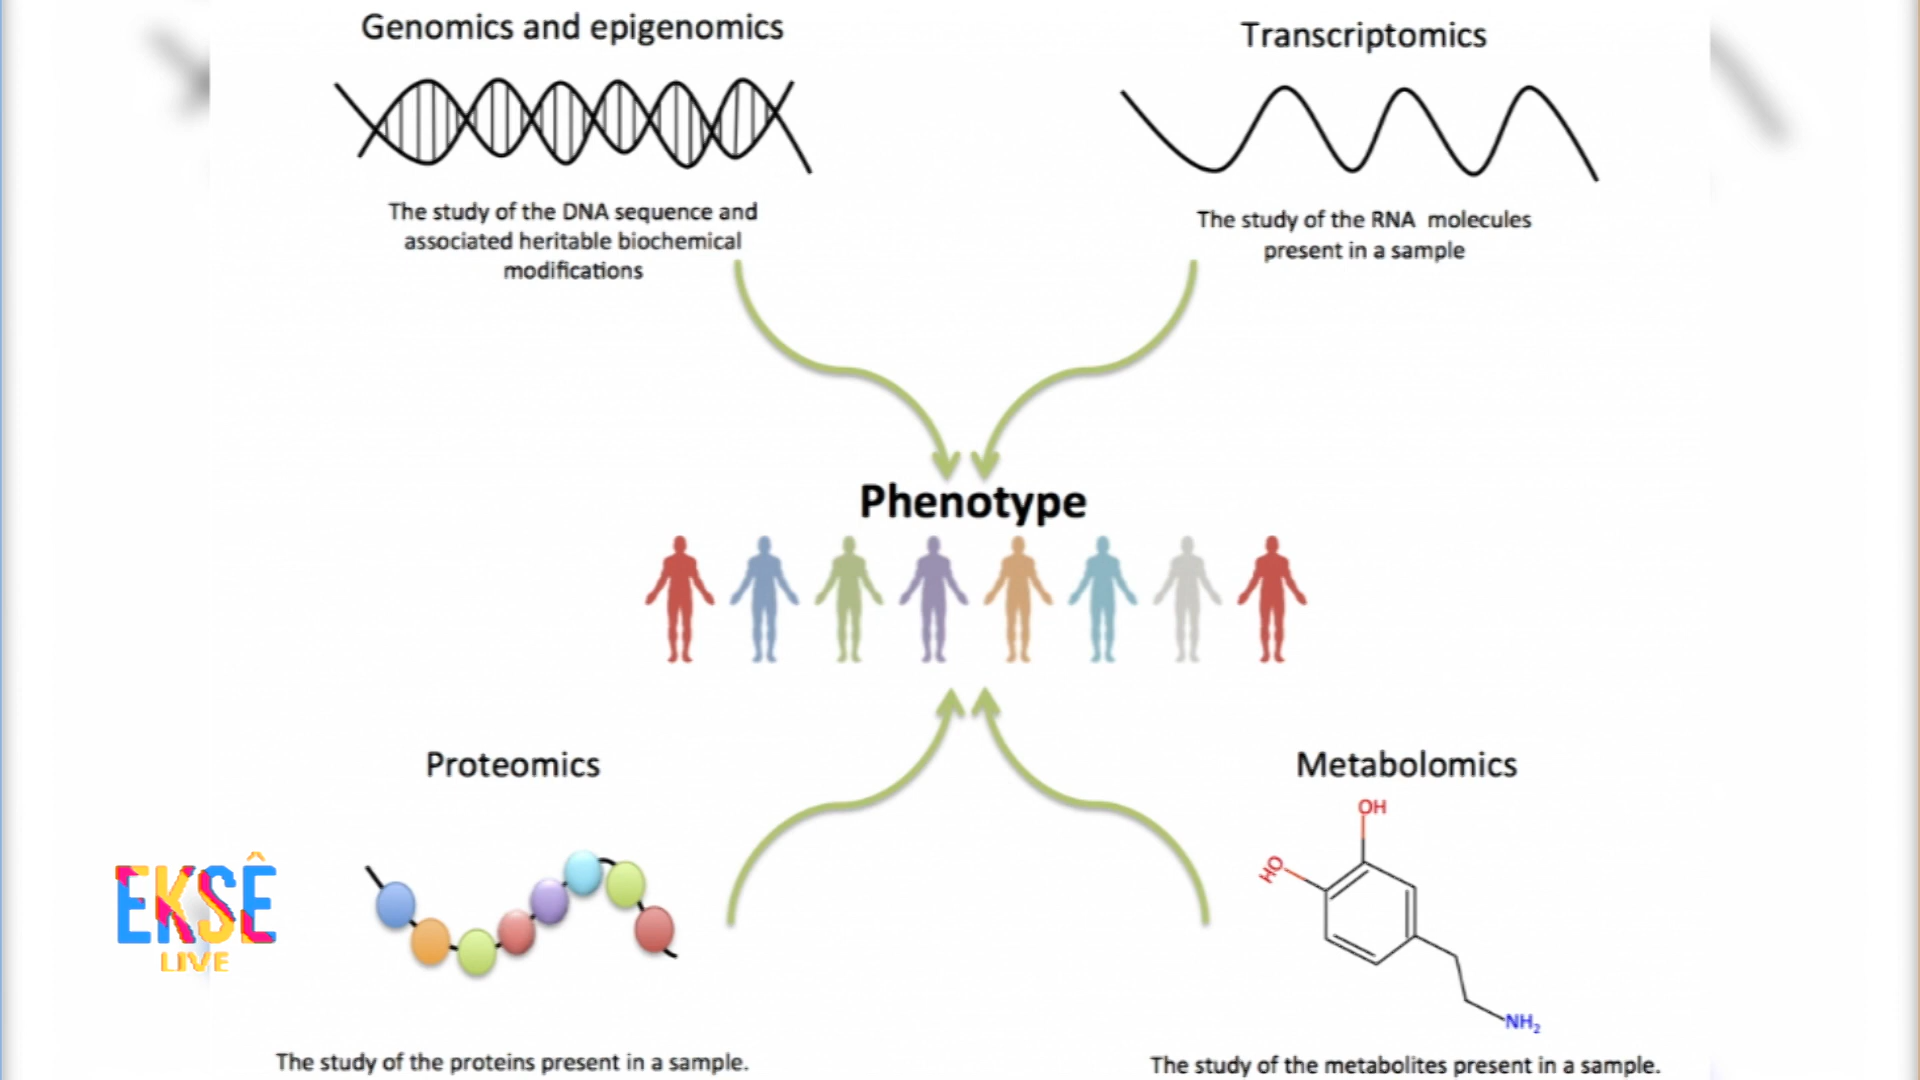 Genomics and epigenomics
The study of the DNA sequence and
associated heritable biochemical
modifications
Transcriptomics
The study of the RNA molecules
present in a sample
Phenotype
Proteomics
The study of the proteins present in a sample.
Metabolomics
OH
HO
NH₂
The study of the metabolites present in a sample.
EKSÊ
LIVE